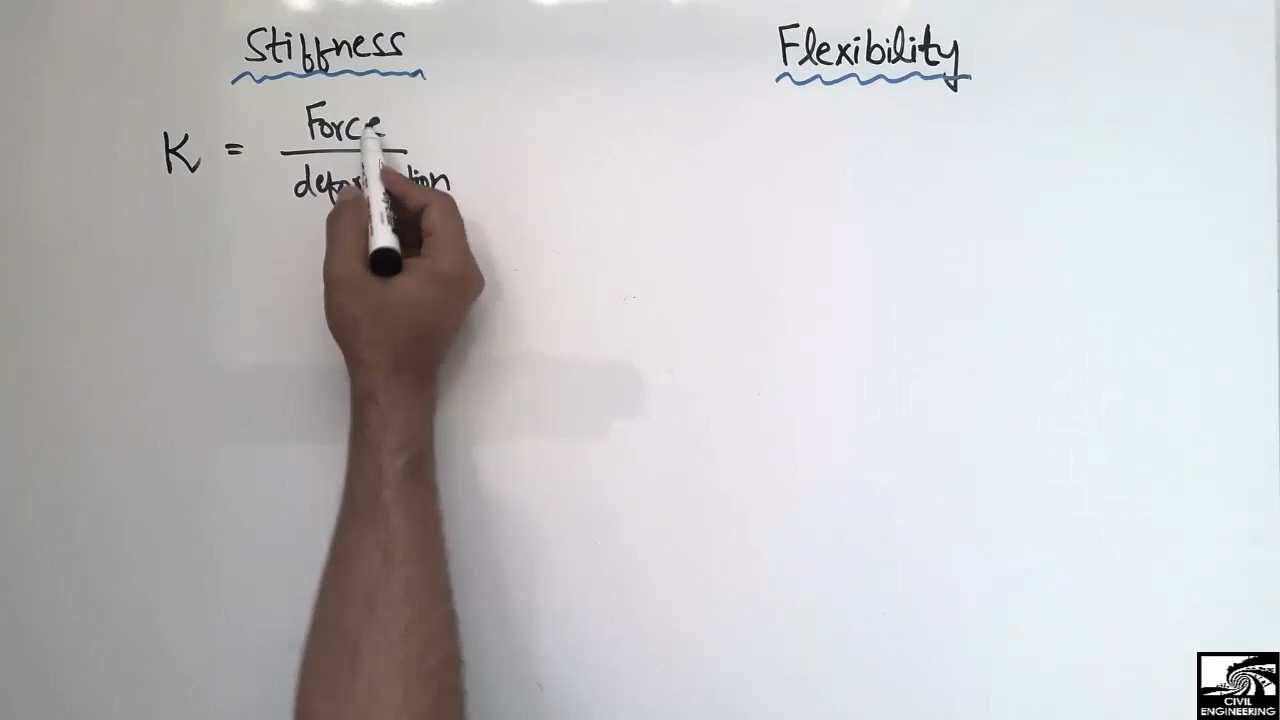 Stiffness
Flexibility
K = Force
CIVIL
ENGINEERING